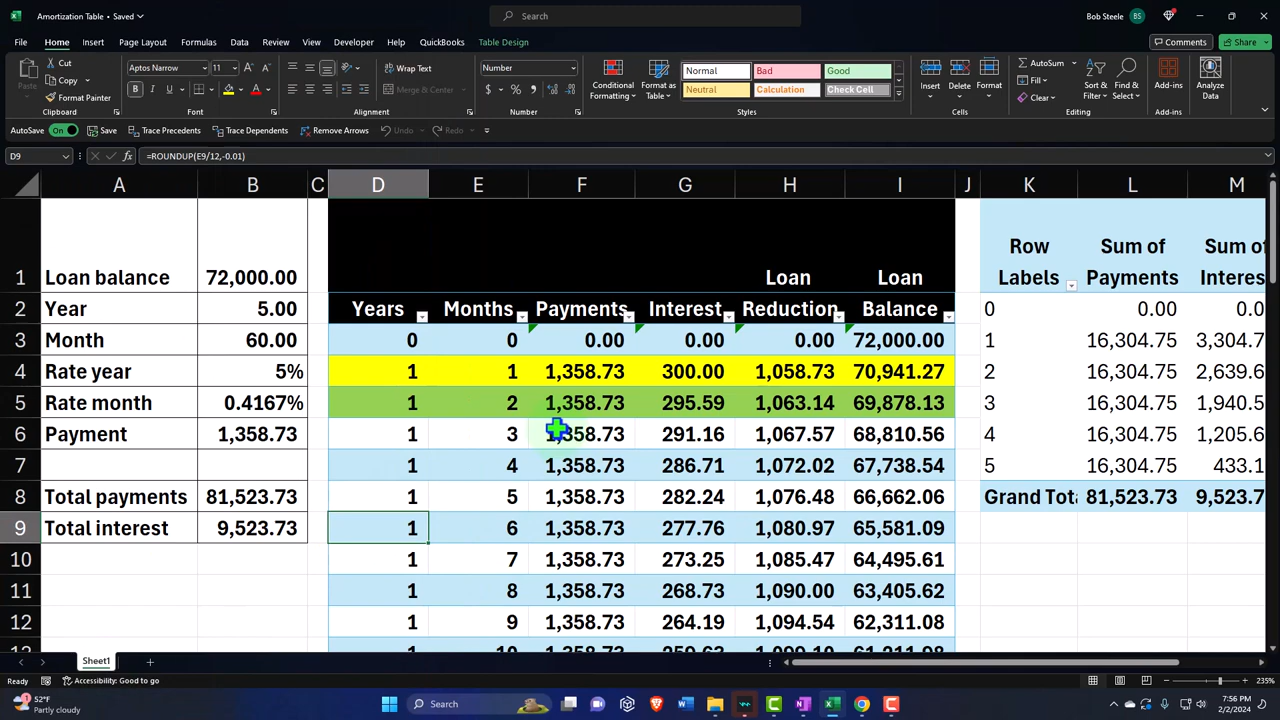 Amortization Table • Saved
Search
Bob Steele BS
File Home Insert Page Layout Formulas Data Review View Developer Automate Help QuickBooks Table Design
Comments Share
Paste Cut Copy Format Painter Clipboard
Aptos Narrow 11 Font
Wrap Text Merge & Center Alignment
Number Number
Conditional Formatting Format as Table
Normal Bad Good
Neutral Calculation Check Cell
Styles
Insert Delete Format Cells
AutoSum Fill Clear Sort & Filter Find & Select Editing
Add-ins Add-ins
Analyze Data
AutoSave On Save Trace Precedents Trace Dependents Remove Arrows Undo Redo
D9 fx =ROUNDUP(E9/12,-0.01)
A B C D E F G H I J K L M
1 Loan balance 72,000.00 Loan Reduction Loan Balance Row Labels Sum of Payments Sum of Interes
2 Year 5.00 Years Months Payments Interest 0 0.00 0.0
3 Month 60.00 0 0 0.00 0.00 0.00 72,000.00 1 16,304.75 3,304.7
4 Rate year 5% 1 1 1,358.73 300.00 1,058.73 70,941.27 2 16,304.75 2,639.6
5 Rate month 0.4167% 1 2 1,358.73 295.59 1,063.14 69,878.13 3 16,304.75 1,940.5
6 Payment 1,358.73 1 3 1,358.73 291.16 1,067.57 68,810.56 4 16,304.75 1,205.6
7 1 4 1,358.73 286.71 1,072.02 67,738.54 5 16,304.75 433.1
8 Total payments 81,523.73 1 5 1,358.73 282.24 1,076.48 66,662.06 Grand Tota 81,523.73 9,523.7
9 Total interest 9,523.73 1 6 1,358.73 277.76 1,080.97 65,581.09
10 1 7 1,358.73 273.25 1,085.47 64,495.61
11 1 8 1,358.73 268.73 1,090.00 63,405.62
12 1 9 1,358.73 264.19 1,094.54 62,311.08
Sheet1
Ready Accessibility: Good to go 235%
52°F
Partly cloudy
Search
7:56 PM
2/2/2024